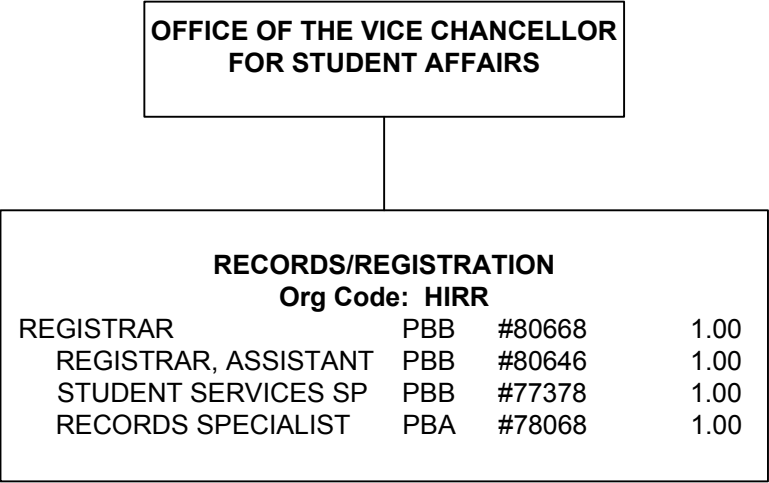 OFFICE OF THE VICE CHANCELLOR
FOR STUDENT AFFAIRS
RECORDS/REGISTRATION
Org Code: HIRR
REGISTRAR PBB #80668 1.00
REGISTRAR, ASSISTANT PBB #80646 1.00
STUDENT SERVICES SP PBB #77378 1.00
RECORDS SPECIALIST PBA #78068 1.00